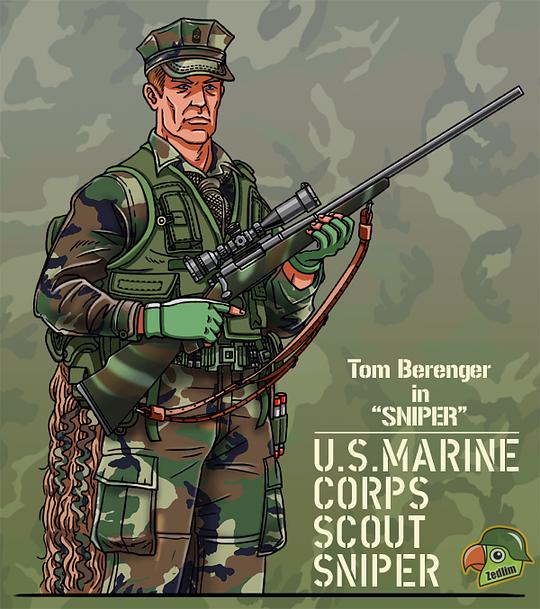 Tom Berenger
in
“SNIPER”
U.S.MARINE
CORPS
SCOUT
SNIPER
Zedlim